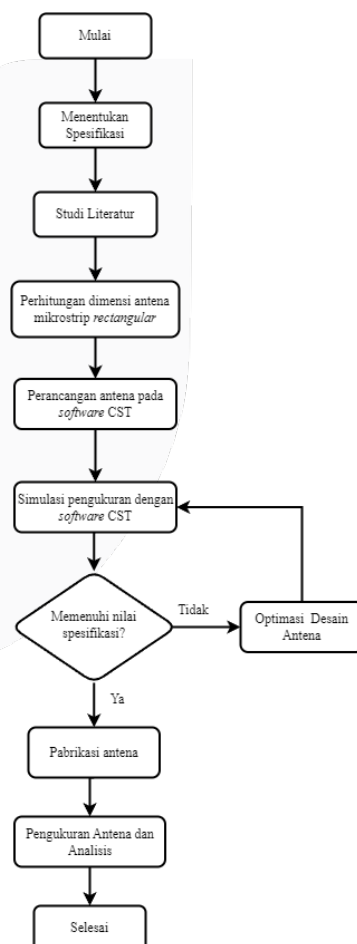 Mulai
Menentukan
Spesifikasi
Studi Literatur
Perhitungan dimensi antena
mikrostrip rectangular
Perancangan antena pada
software CST
Simulasi pengukuran dengan
software CST
Memenuhi nilai
spesifikasi?
Tidak
Optimasi Desain
Antena
Ya
Pabrikasi antena
Pengukuran Antena dan
Analisis
Selesai